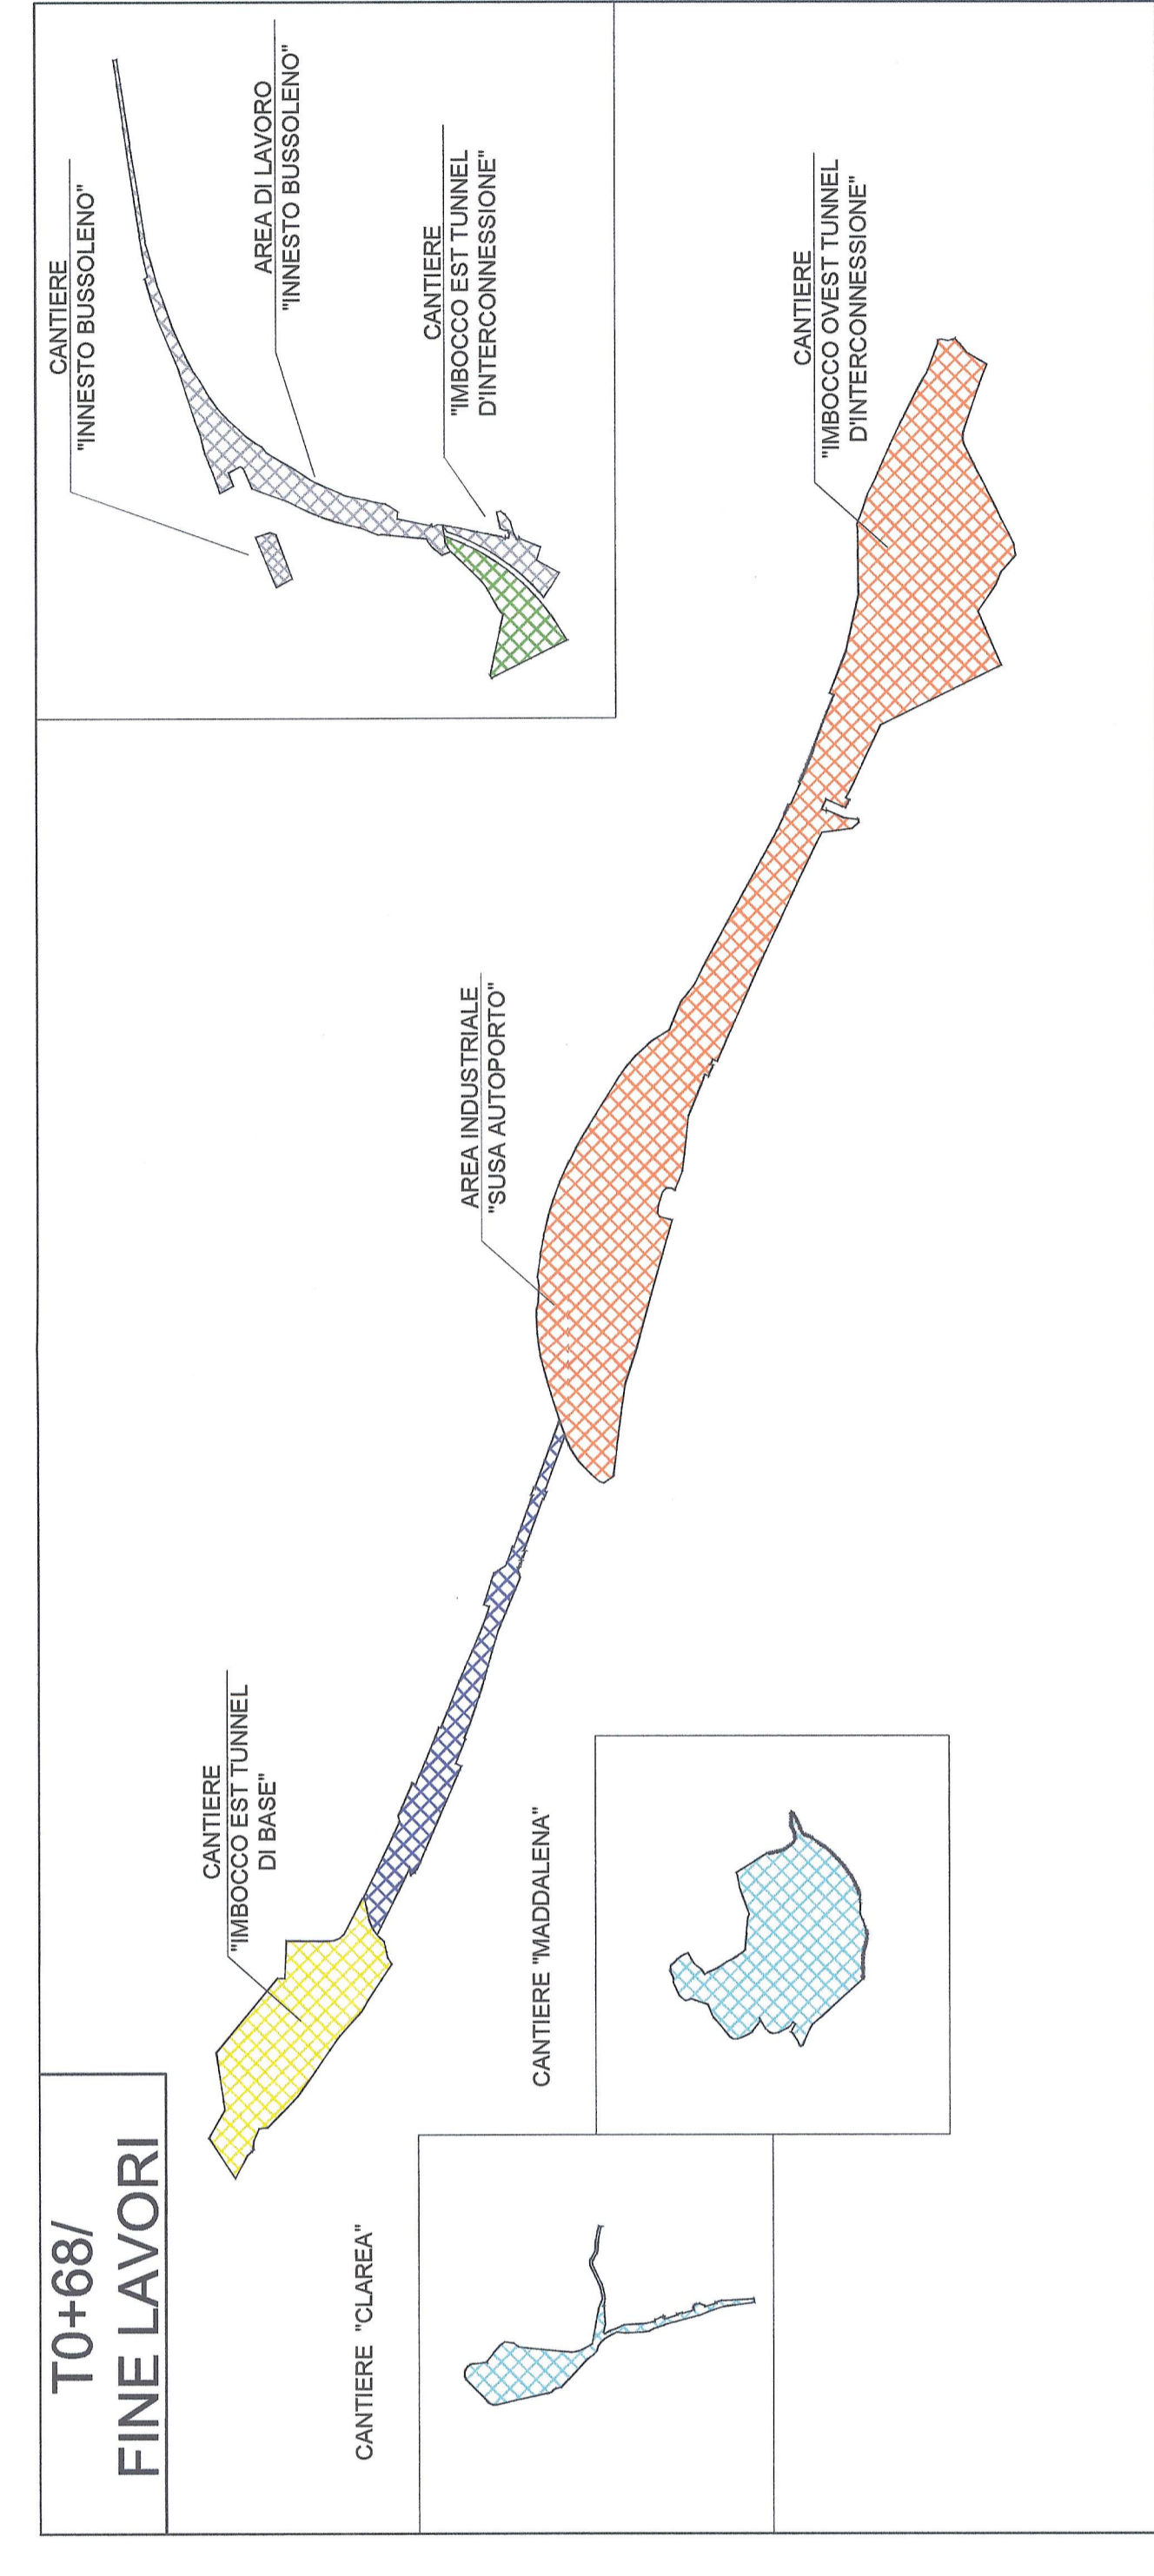 T0+68/
FINE LAVORI
CANTIERE
"IMBOCCO EST TUNNEL
DI BASE"
CANTIERE "CLAREA"
CANTIERE "MADDALENA"
AREA INDUSTRIALE
"SUSA AUTOPORTO"
CANTIERE
"INNESTO BUSSOLENO"
AREA DI LAVORO
"INNESTO BUSSOLENO"
CANTIERE
"IMBOCCO EST TUNNEL
D'INTERCONNESSIONE"
CANTIERE
"IMBOCCO OVEST TUNNEL
D'INTERCONNESSIONE"